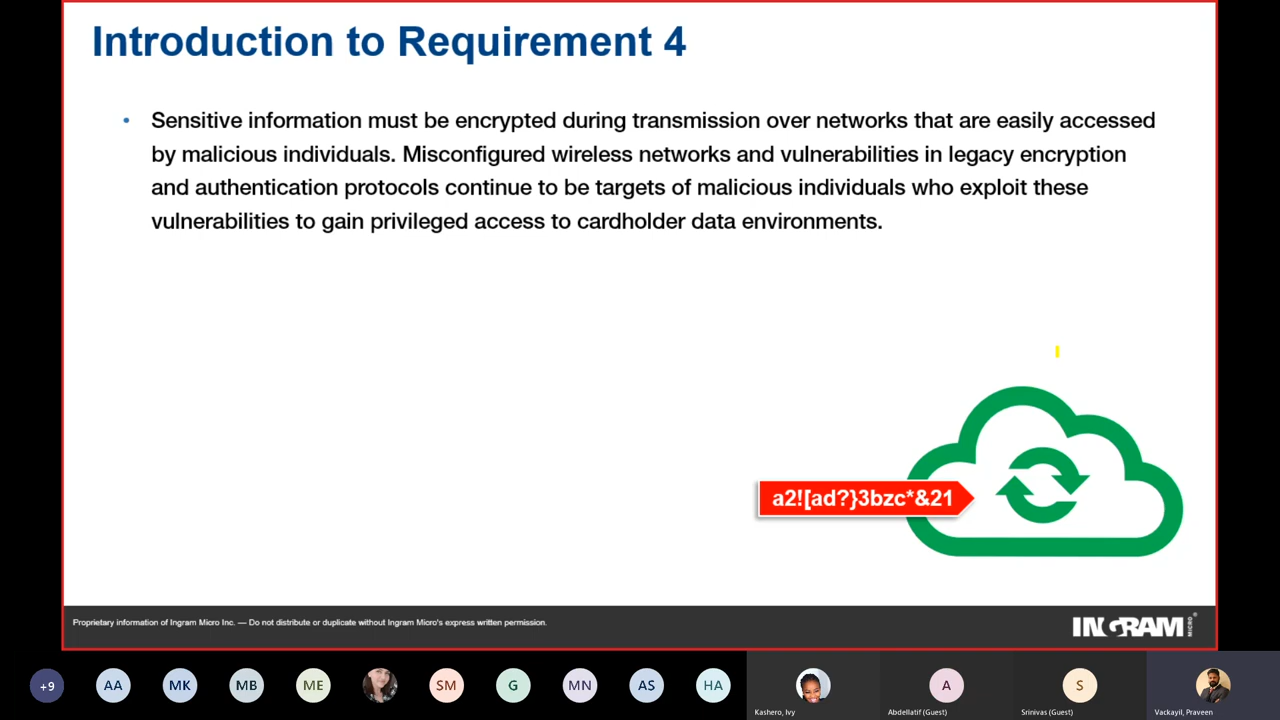 Introduction to Requirement 4
• Sensitive information must be encrypted during transmission over networks that are easily accessed
by malicious individuals. Misconfigured wireless networks and vulnerabilities in legacy encryption
and authentication protocols continue to be targets of malicious individuals who exploit these
vulnerabilities to gain privileged access to cardholder data environments.
a2![ad?}3bzc*&21
Proprietary information of Ingram Micro Inc. — Do not distribute or duplicate without Ingram Micro's express written permission.
INGRAM MICRO®
+9 AA MK MB ME SM G MN AS HA A S
Kashero, Ivy Abdellatif (Guest) Srinivas (Guest) Vackayil, Praveen